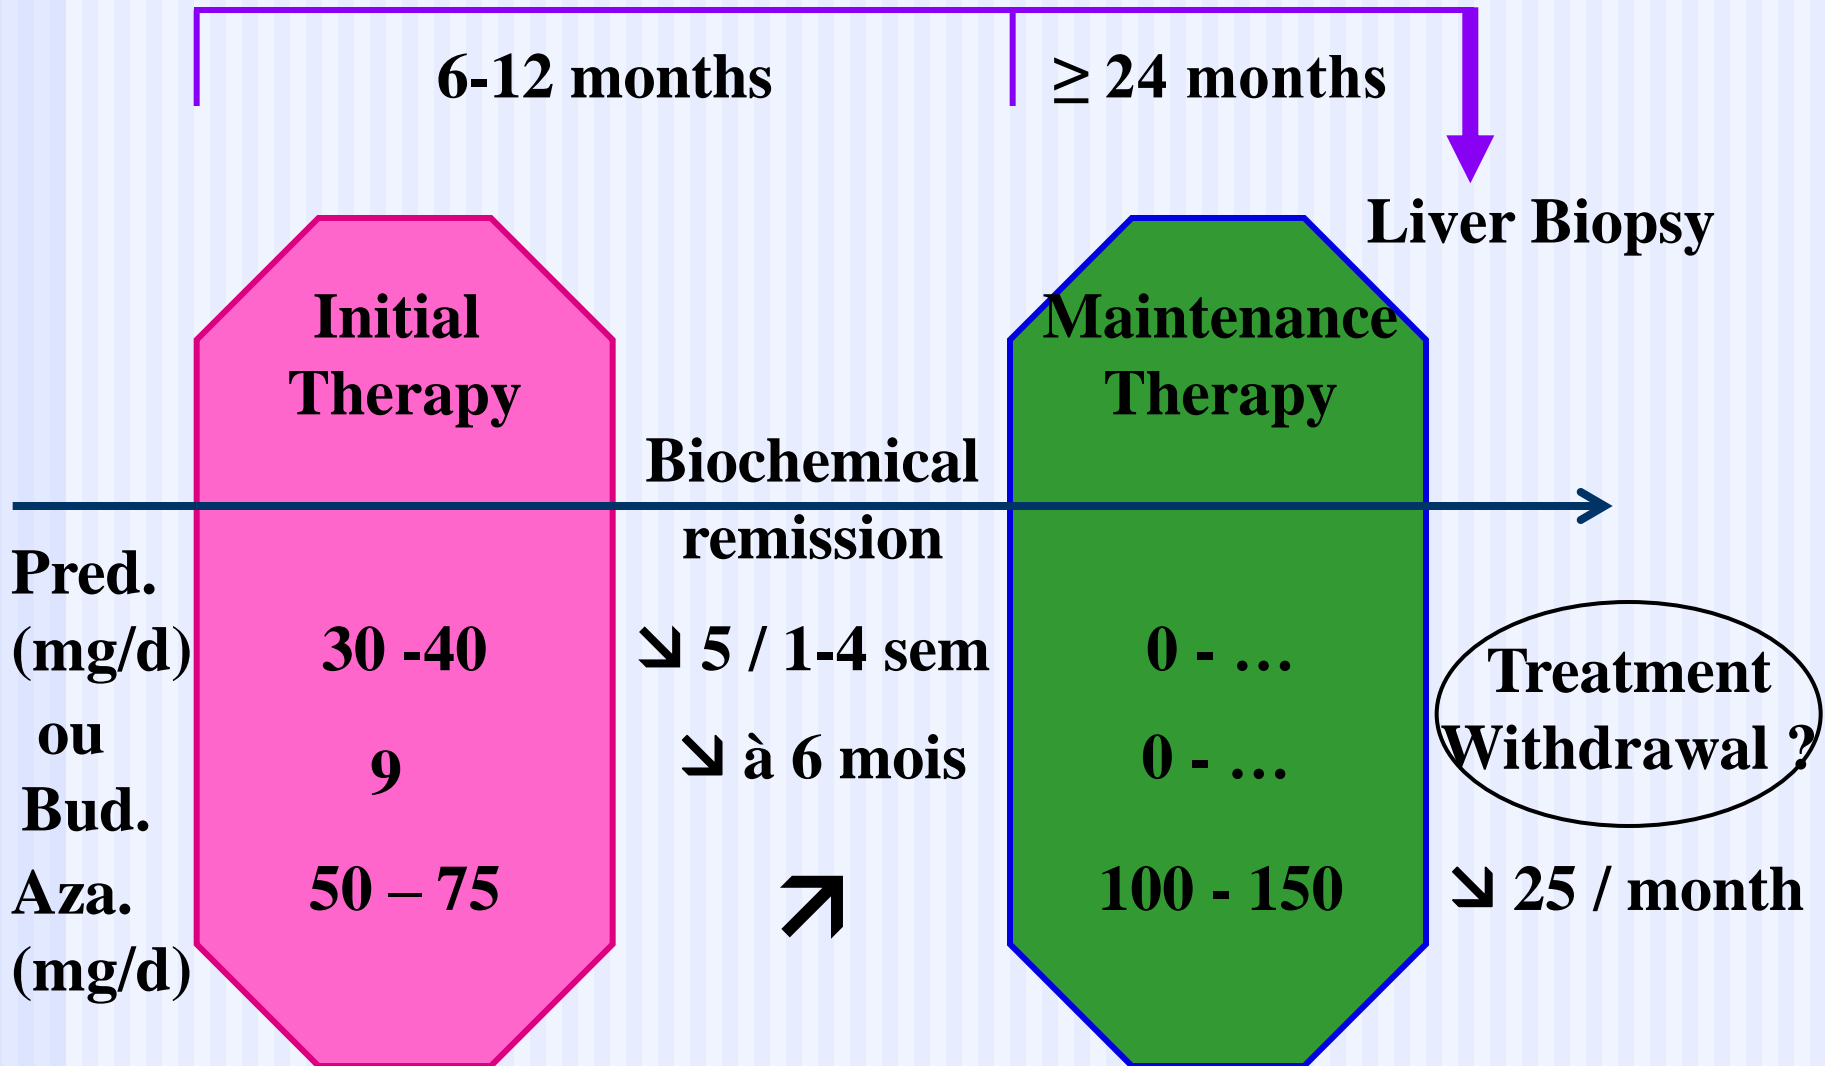 6-12 months
≥ 24 months
Liver Biopsy
Initial
Therapy
Maintenance
Therapy
Biochemical
remission
Pred.
(mg/d)
30 -40
↘ 5 / 1-4 sem
0 - …
ou
9
↘ à 6 mois
0 - …
Bud.
Treatment
Withdrawal ?
Aza.
(mg/d)
50 – 75
↗
100 - 150
↘ 25 / month